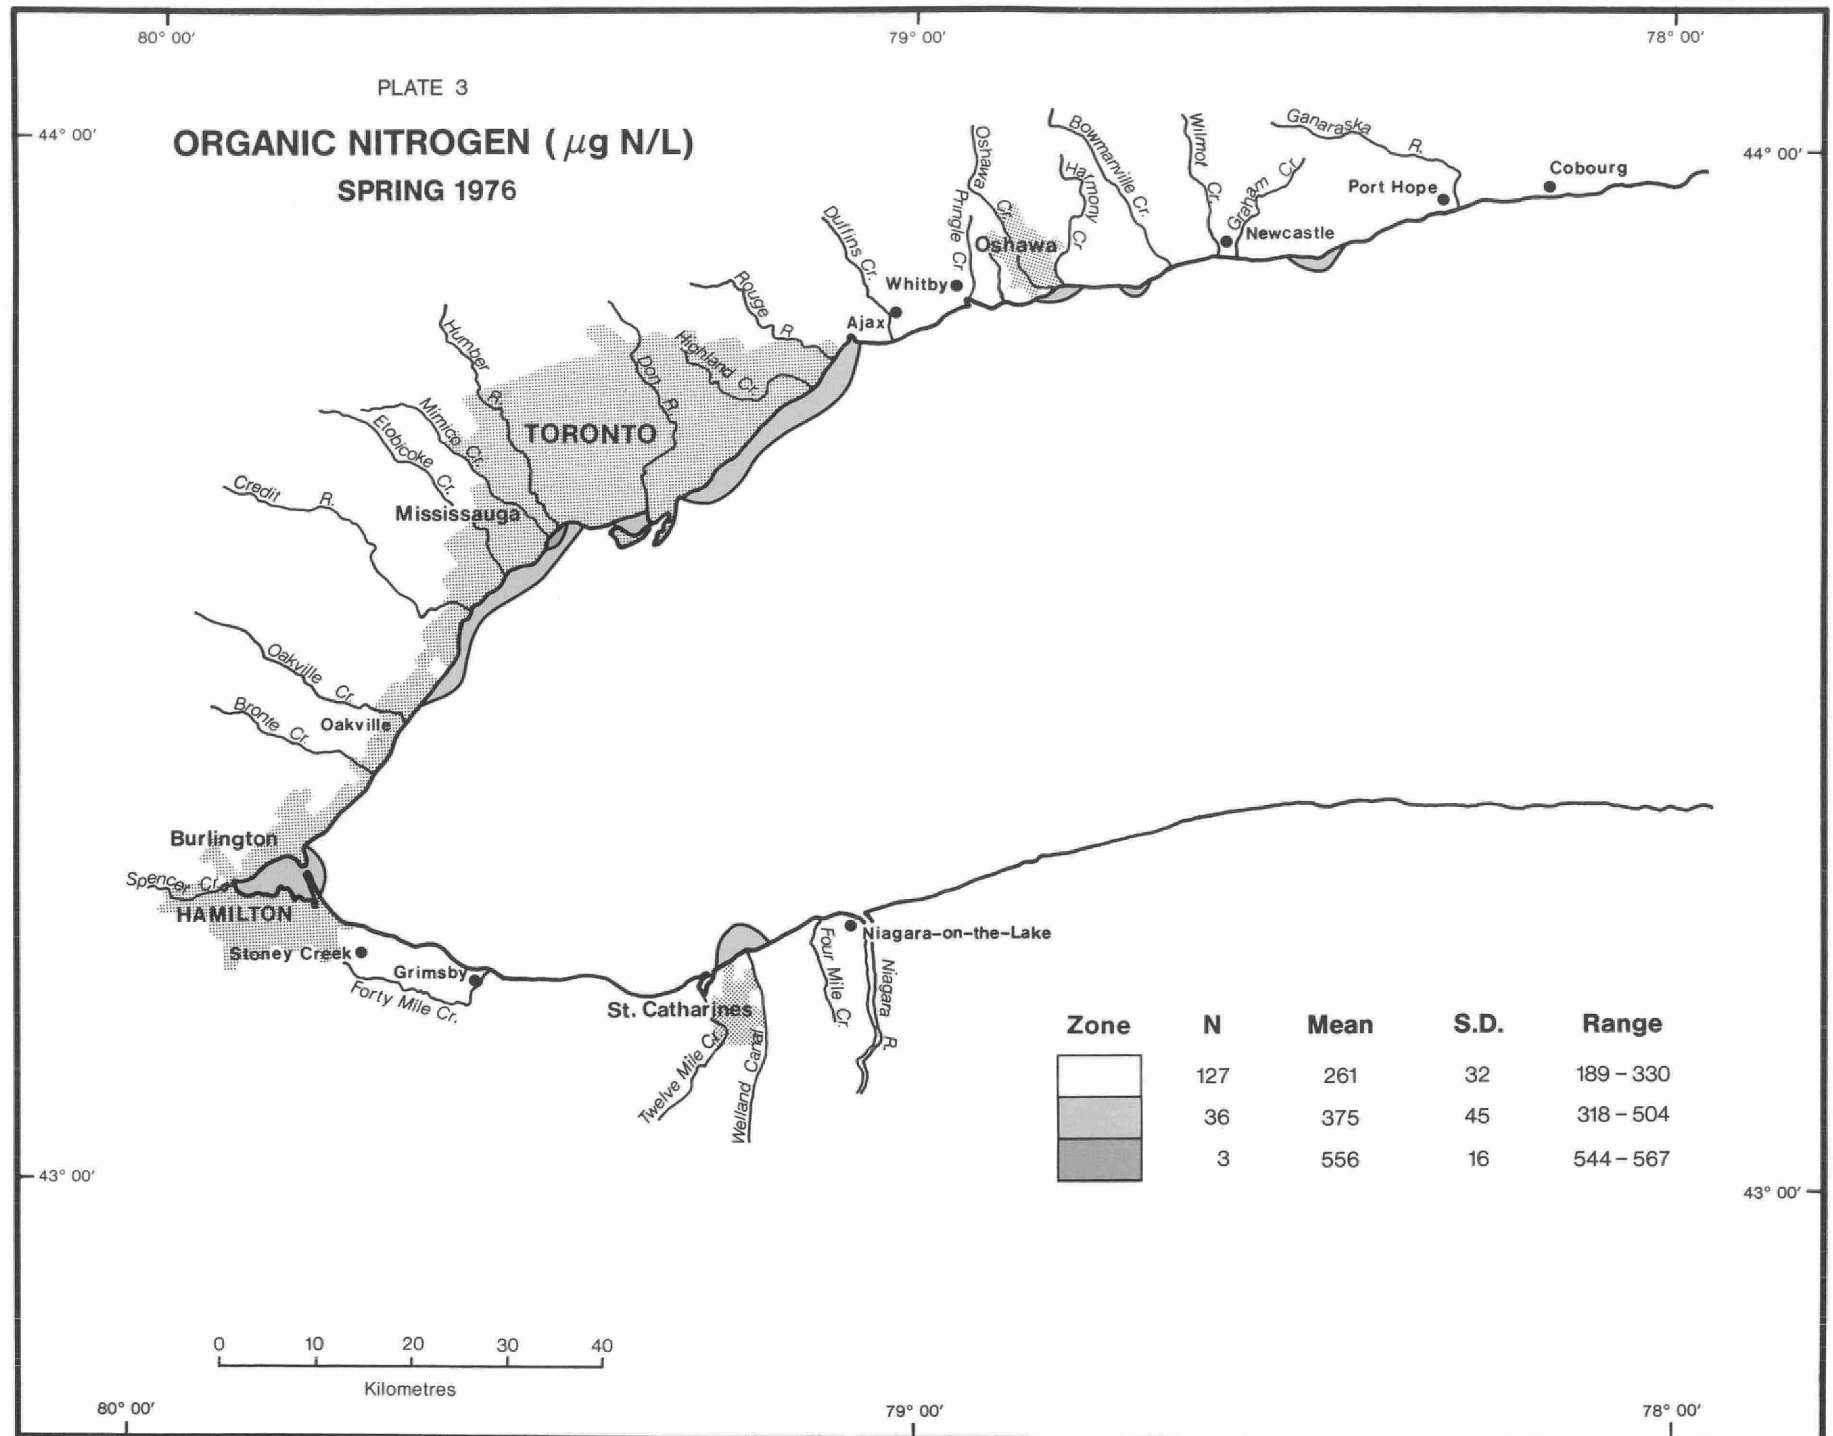 80° 00′
79° 00′
78° 00′
PLATE 3
ORGANIC NITROGEN (μg N/L)
SPRING 1976
44° 00′
44° 00′
Ganaraska R.
Bowmanville Cr.
Wilmot Cr.
Graham Cr.
Harmony Cr.
Oshawa Cr.
Pringle Cr.
Duffins Cr.
Cobourg
Port Hope
Newcastle
Oshawa
Whitby
Ajax
Rouge R.
Highland Cr.
Don R.
Humber R.
Mimico Cr.
Etobicoke Cr.
TORONTO
Credit R.
Mississauga
Oakville Cr.
Bronte Cr.
Oakville
Burlington
Spencer Cr.
HAMILTON
Stoney Creek
Grimsby
Forty Mile Cr.
St. Catharines
Twelve Mile Cr.
Welland Canal
Four Mile Cr.
Niagara-on-the-Lake
Niagara R.
Zone N Mean S.D. Range
127 261 32 189 – 330
36 375 45 318 – 504
3 556 16 544 – 567
43° 00′
43° 00′
0 10 20 30 40
Kilometres
80° 00′
79° 00′
78° 00′